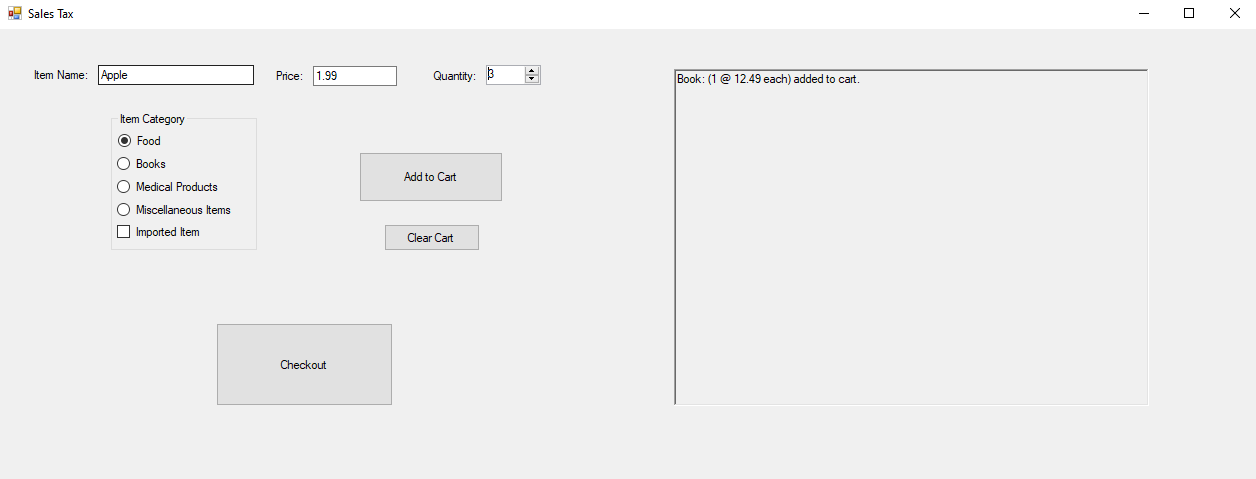 Sales Tax
Item Name: Apple Price: 1.99 Quantity: 3
Book: (1 @ 12.49 each) added to cart.
Item Category
Food
Books
Medical Products
Miscellaneous Items
Imported Item
Add to Cart
Clear Cart
Checkout